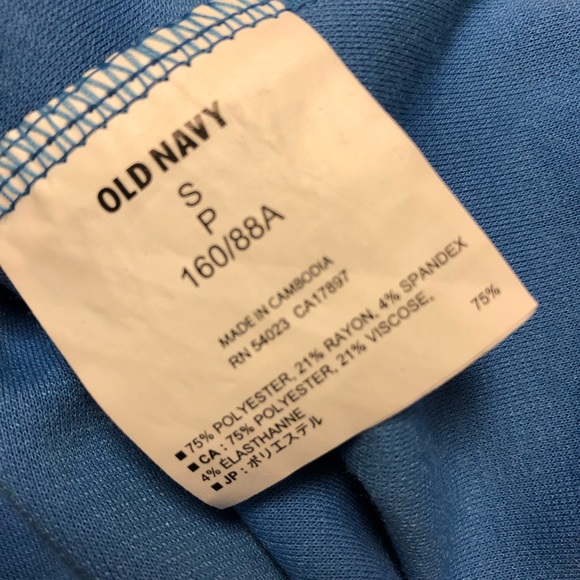 OLD NAVY
S
P
160/88A
MADE IN CAMBODIA
RN 54023 CA17897
■ 75% POLYESTER, 21% RAYON, 4% SPANDEX
■ CA : 75% POLYESTER, 21% VISCOSE,
4% ÉLASTHANNE
■ JP : ポリエステル 75%